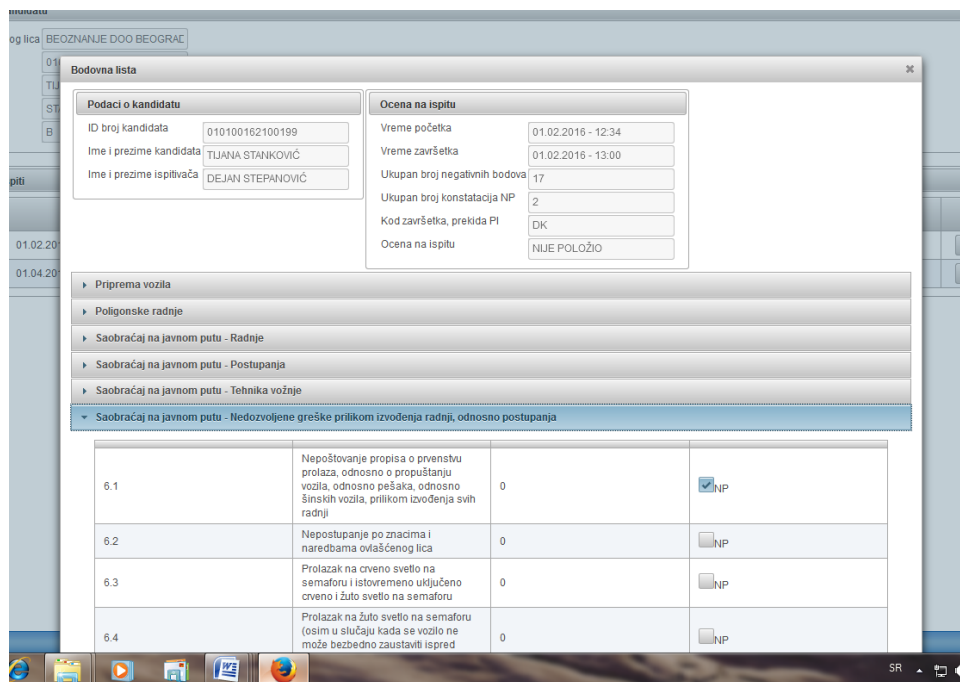 og lica BEOZNANJE DOO BEOGRAD
Bodovna lista
Podaci o kandidatu
ID broj kandidata 010100162100199
Ime i prezime kandidata TIJANA STANKOVIĆ
Ime i prezime ispitivača DEJAN STEPANOVIĆ
Ocena na ispitu
Vreme početka 01.02.2016 - 12:34
Vreme završetka 01.02.2016 - 13:00
Ukupan broj negativnih bodova 17
Ukupan broj konstatacija NP 2
Kod završetka, prekida PI DK
Ocena na ispitu NIJE POLOŽIO
B
piti
01.02.20
01.04.20
Priprema vozila
Poligonske radnje
Saobraćaj na javnom putu - Radnje
Saobraćaj na javnom putu - Postupanja
Saobraćaj na javnom putu - Tehnika vožnje
Saobraćaj na javnom putu - Nedozvoljene greške prilikom izvođenja radnji, odnosno postupanja
6.1
Nepoštovanje propisa o prvenstvu
prolaza, odnosno o propuštanju
vozila, odnosno pešaka, odnosno
šinskih vozila, prilikom izvođenja svih
radnji
0
NP
6.2
Nepostupanje po znacima i
naredbama ovlašćenog lica
0
NP
6.3
Prolazak na crveno svetlo na
semaforu i istovremeno uključeno
crveno i žuto svetlo na semaforu
0
NP
6.4
Prolazak na žuto svetlo na semaforu
(osim u slučaju kada se vozilo ne
može bezbedno zaustaviti ispred
0
NP
SR